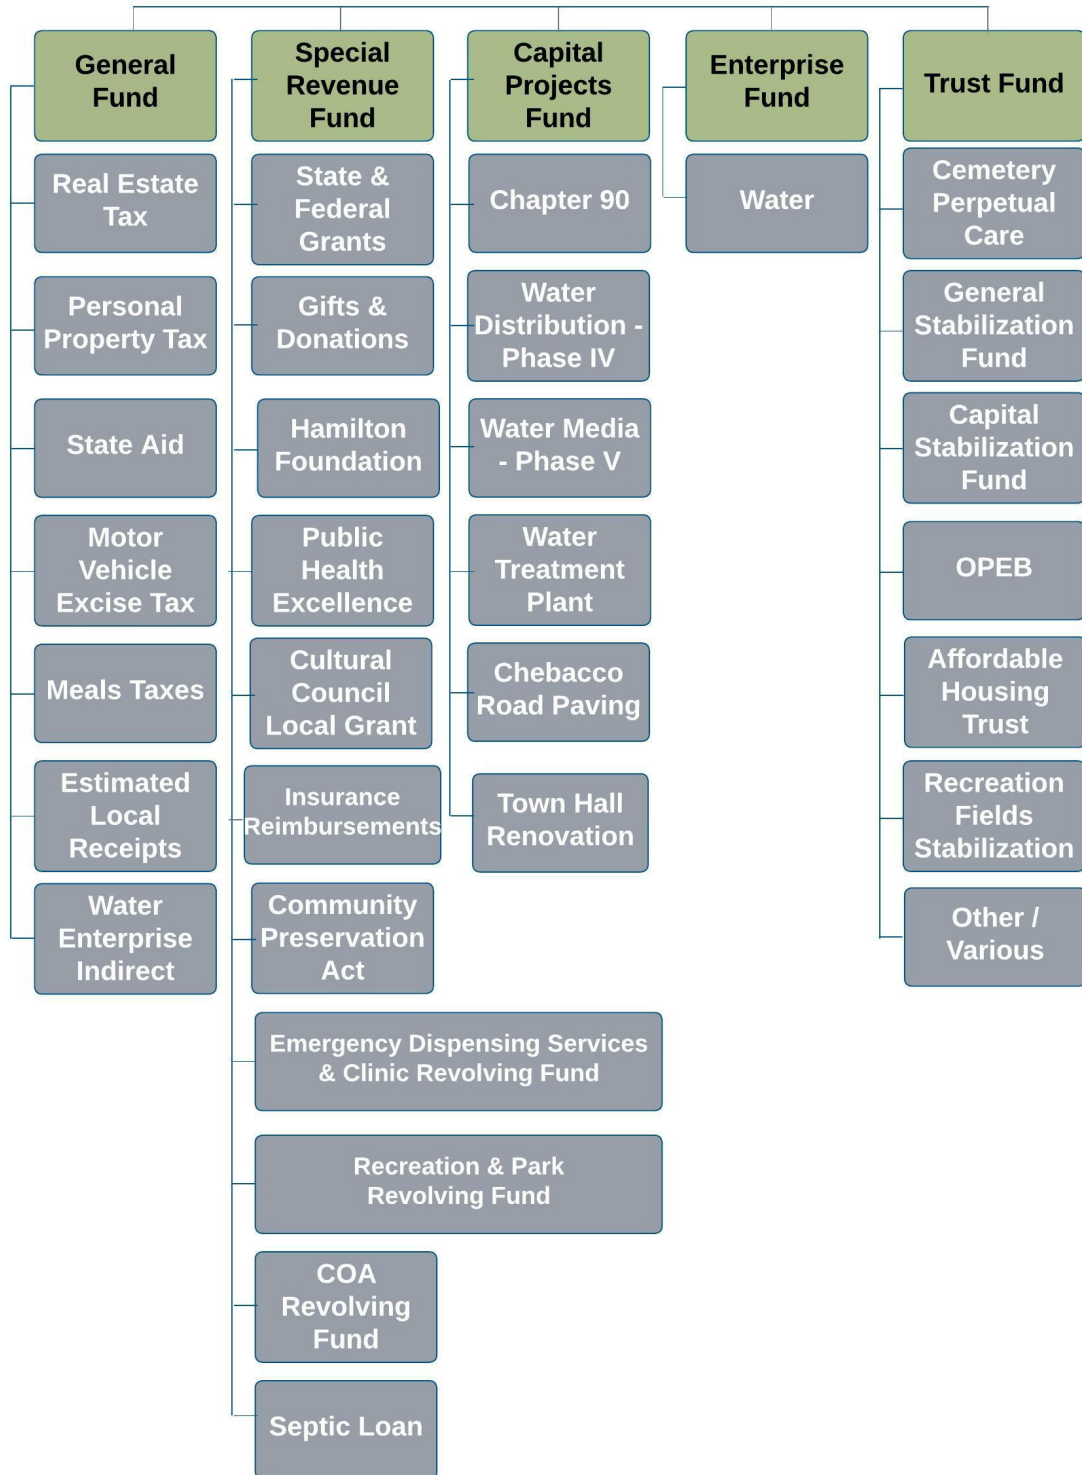 General
Fund
Real Estate
Tax
Personal
Property Tax
State Aid
Motor
Vehicle
Excise Tax
Meals Taxes
Estimated
Local
Receipts
Water
Enterprise
Indirect
Special
Revenue
Fund
State &
Federal
Grants
Gifts &
Donations
Hamilton
Foundation
Public
Health
Excellence
Cultural
Council
Local Grant
Insurance
Reimbursements
Community
Preservation
Act
Emergency Dispensing Services
& Clinic Revolving Fund
Recreation & Park
Revolving Fund
COA
Revolving
Fund
Septic Loan
Capital
Projects
Fund
Chapter 90
Water
Distribution -
Phase IV
Water Media
- Phase V
Water
Treatment
Plant
Chebacco
Road Paving
Town Hall
Renovation
Enterprise
Fund
Water
Trust Fund
Cemetery
Perpetual
Care
General
Stabilization
Fund
Capital
Stabilization
Fund
OPEB
Affordable
Housing
Trust
Recreation
Fields
Stabilization
Other /
Various